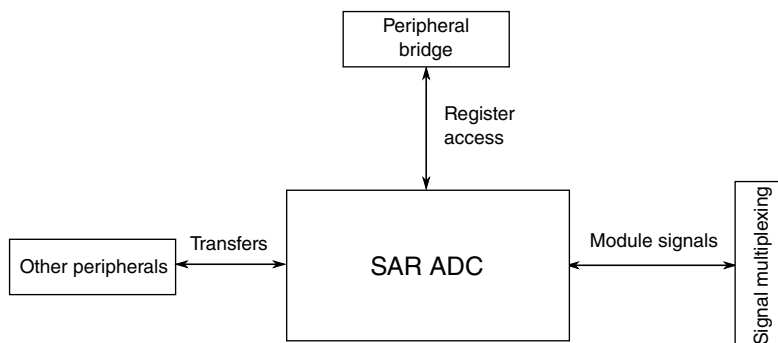 Peripheral
bridge
Register
access
Other peripherals
Transfers
SAR ADC
Module signals
Signal multiplexing